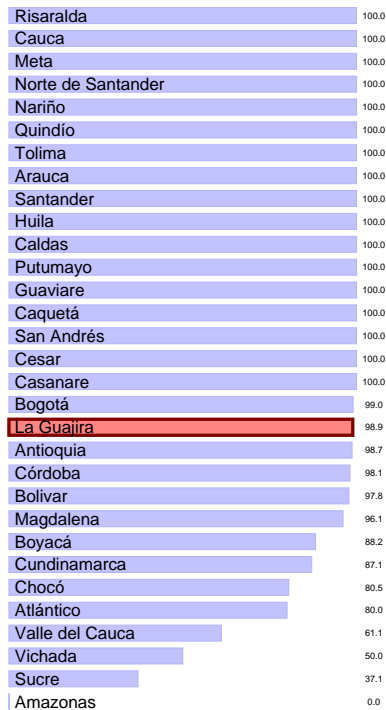 Risaralda 100.0
Cauca 100.0
Meta 100.0
Norte de Santander 100.0
Nariño 100.0
Quindío 100.0
Tolima 100.0
Arauca 100.0
Santander 100.0
Huila 100.0
Caldas 100.0
Putumayo 100.0
Guaviare 100.0
Caquetá 100.0
San Andrés 100.0
Cesar 100.0
Casanare 100.0
Bogotá 99.0
La Guajira 98.9
Antioquia 98.7
Córdoba 98.1
Bolivar 97.8
Magdalena 96.1
Boyacá 88.2
Cundinamarca 87.1
Chocó 80.5
Atlántico 80.0
Valle del Cauca 61.1
Vichada 50.0
Sucre 37.1
Amazonas 0.0